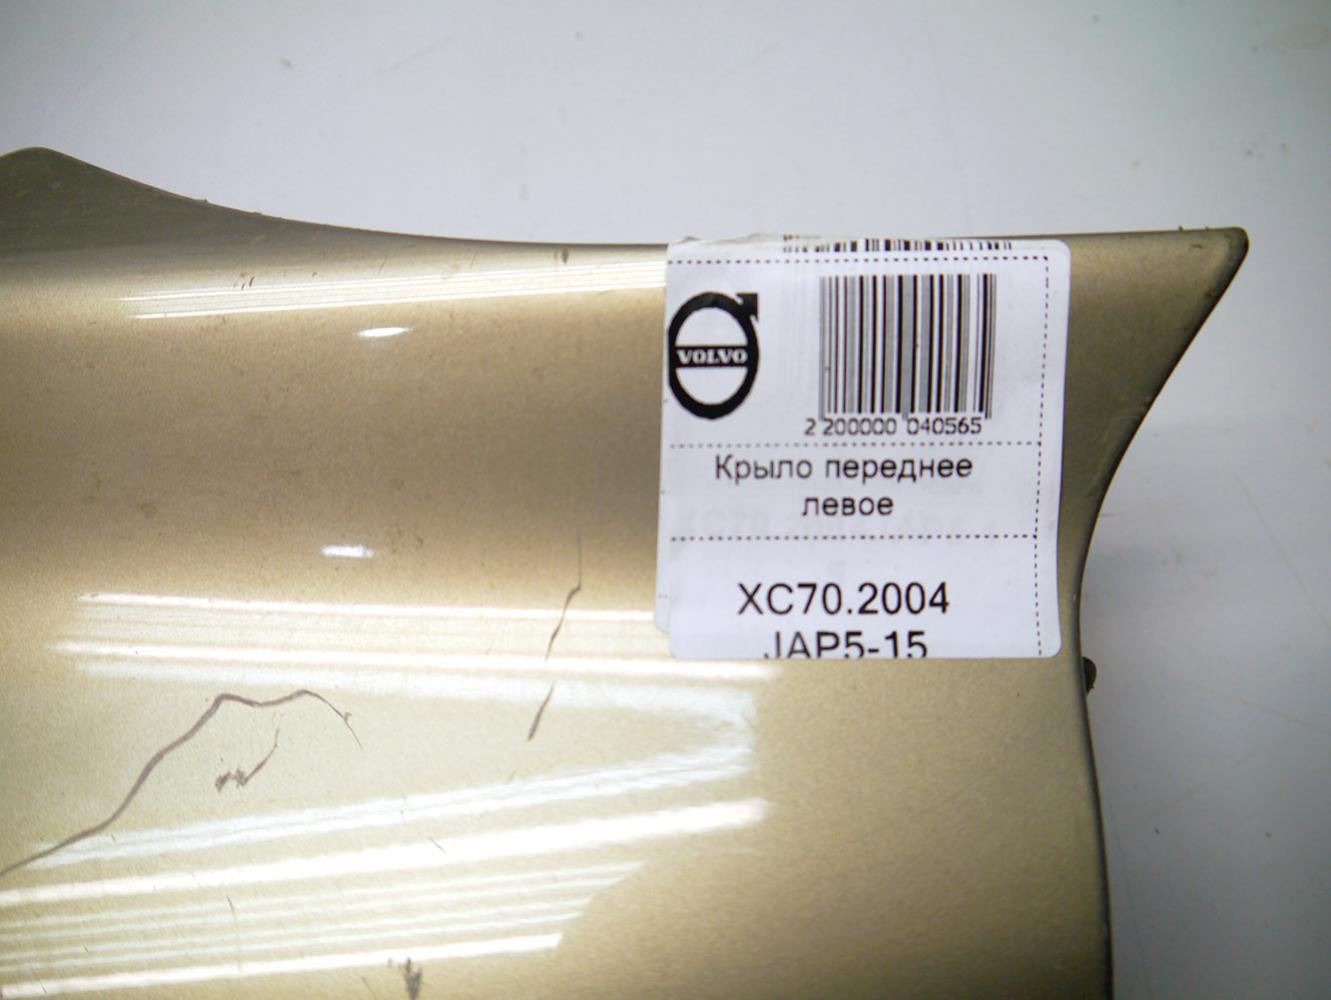 VOLVO
2 200000 040565
Крыло переднее
левое
XC70.2004
JAP5-15